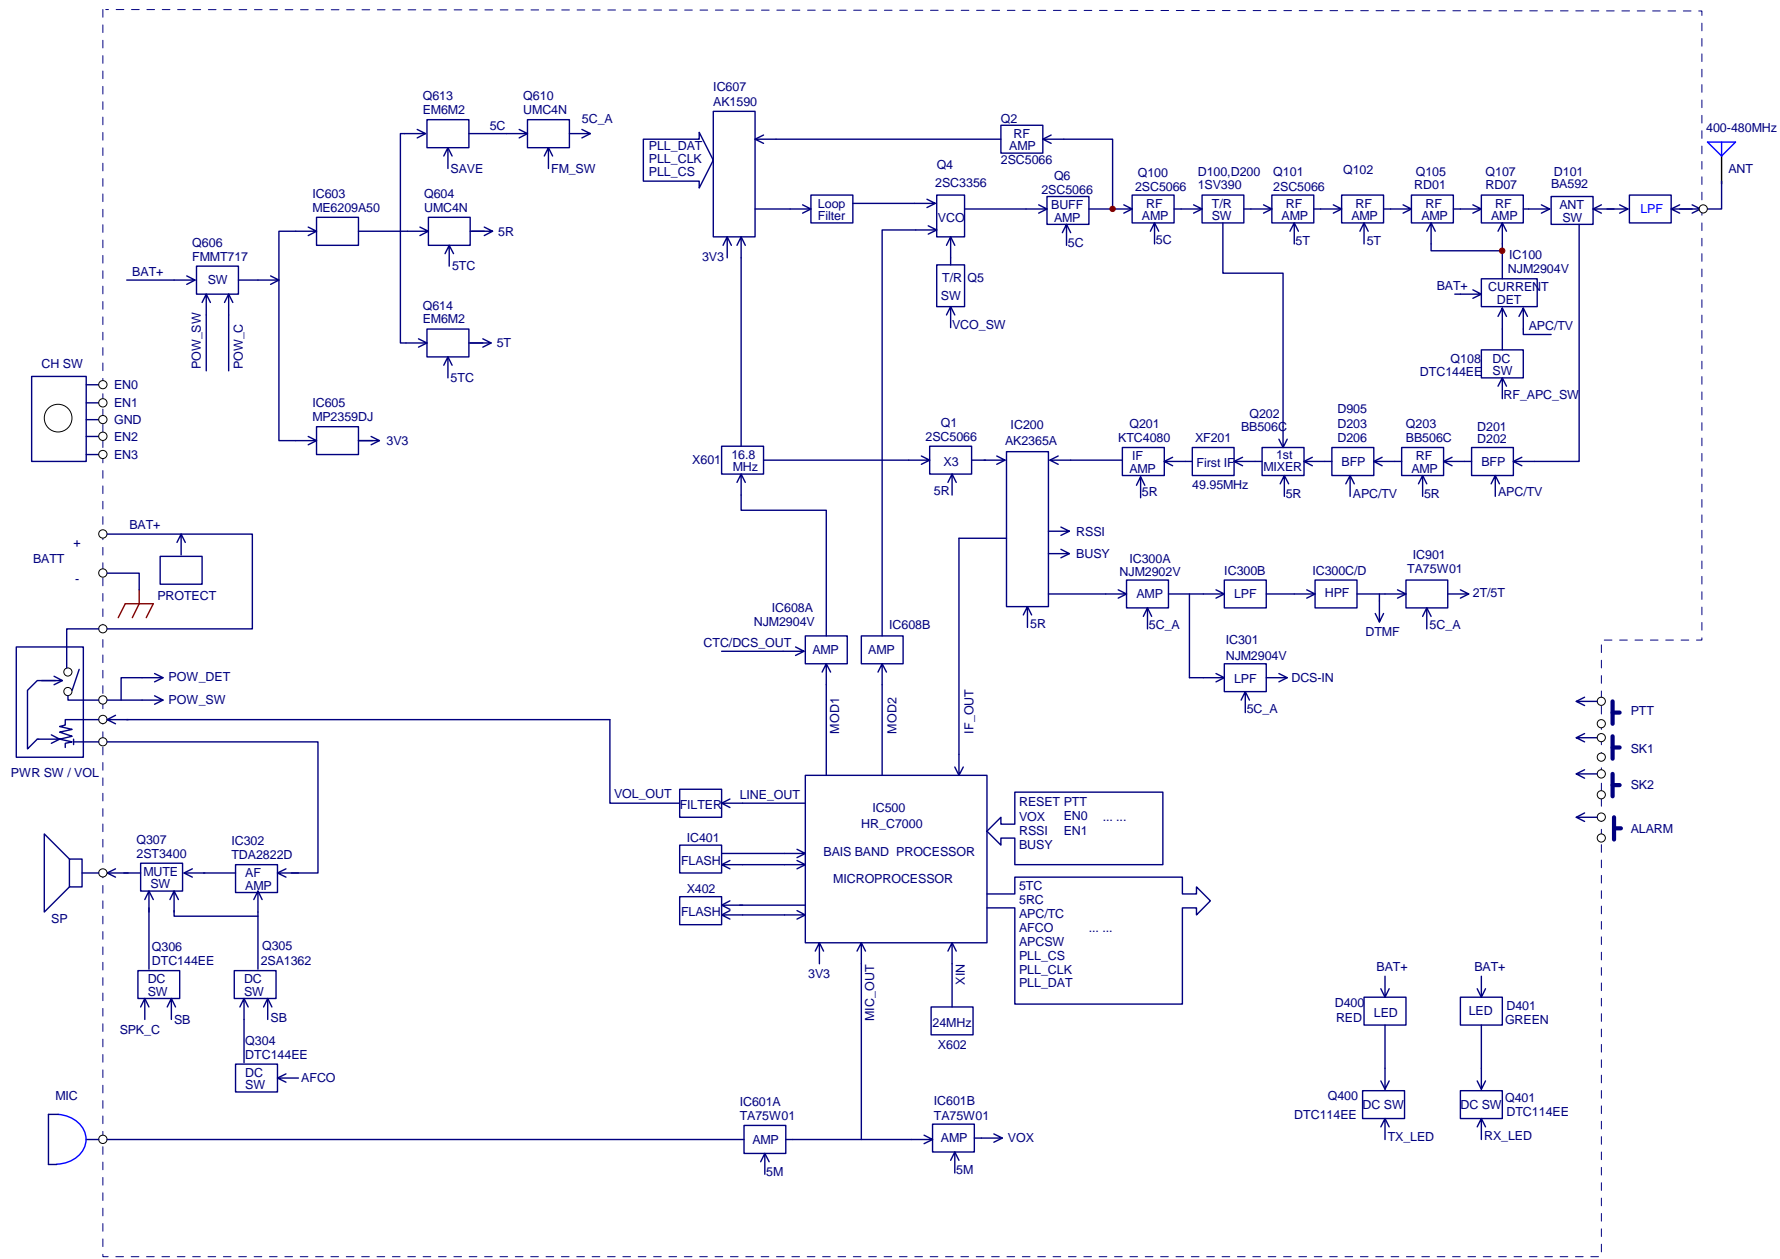 IC607
AK1590
PLL_DAT
PLL_CLK
PLL_CS
3V3
Q613
EM6M2
5C
SAVE
Q610
UMC4N
5C_A
FM_SW
IC603
ME6209A50
Q604
UMC4N
5R
5TC
Q606
FMMT717
BAT+
SW
POW_SW
POW_C
Q614
EM6M2
5T
5TC
IC605
MP2359DJ
3V3
Q2
RF
AMP
2SC5066
Loop
Filter
Q4
2SC3356
VCO
T/R
SW
Q5
VCO_SW
Q6
2SC5066
BUFF
AMP
5C
Q100
2SC5066
RF
AMP
5C
D100,D200
1SV390
T/R
SW
Q101
2SC5066
RF
AMP
5T
Q102
RF
AMP
5T
Q105
RD01
RF
AMP
Q107
RD07
RF
AMP
D101
BA592
ANT
SW
LPF
400-480MHz
ANT
IC100
NJM2904V
BAT+
CURRENT
DET
APC/TV
Q108
DTC144EE
DC
SW
RF_APC_SW
CH SW
EN0
EN1
GND
EN2
EN3
X601
16.8
MHz
Q1
2SC5066
X3
5R
IC200
AK2365A
5R
RSSI
BUSY
Q201
KTC4080
IF
AMP
5R
XF201
First IF
49.95MHz
Q202
BB506C
1st
MIXER
5R
D905
D203
D206
BFP
APC/TV
Q203
BB506C
RF
AMP
5R
D201
D202
BFP
APC/TV
BATT
+
-
BAT+
PROTECT
POW_DET
POW_SW
PWR SW / VOL
IC608A
NJM2904V
CTC/DCS_OUT
AMP
MOD1
IC608B
AMP
MOD2
IF_OUT
IC300A
NJM2902V
AMP
5C_A
IC300B
LPF
IC300C/D
HPF
DTMF
IC901
TA75W01
2T/5T
5C_A
IC301
NJM2904V
LPF
DCS-IN
5C_A
PTT
SK1
SK2
ALARM
VOL_OUT
FILTER
LINE_OUT
IC401
FLASH
X402
FLASH
IC500
HR_C7000
BAIS BAND PROCESSOR
MICROPROCESSOR
3V3
MIC_OUT
XIN
24MHz
X602
RESET PTT
VOX EN0 ... ...
RSSI EN1
BUSY
5TC
5RC
APC/TC
AFCO ... ...
APCSW
PLL_CS
PLL_CLK
PLL_DAT
SP
Q307
2ST3400
MUTE
SW
IC302
TDA2822D
AF
AMP
Q306
DTC144EE
DC
SW
SPK_C
SB
Q305
2SA1362
DC
SW
SB
Q304
DTC144EE
DC
SW
AFCO
MIC
IC601A
TA75W01
AMP
5M
IC601B
TA75W01
AMP
VOX
5M
BAT+
D400
RED
LED
Q400
DTC114EE
DC SW
TX_LED
BAT+
LED
D401
GREEN
DC SW
Q401
DTC114EE
RX_LED